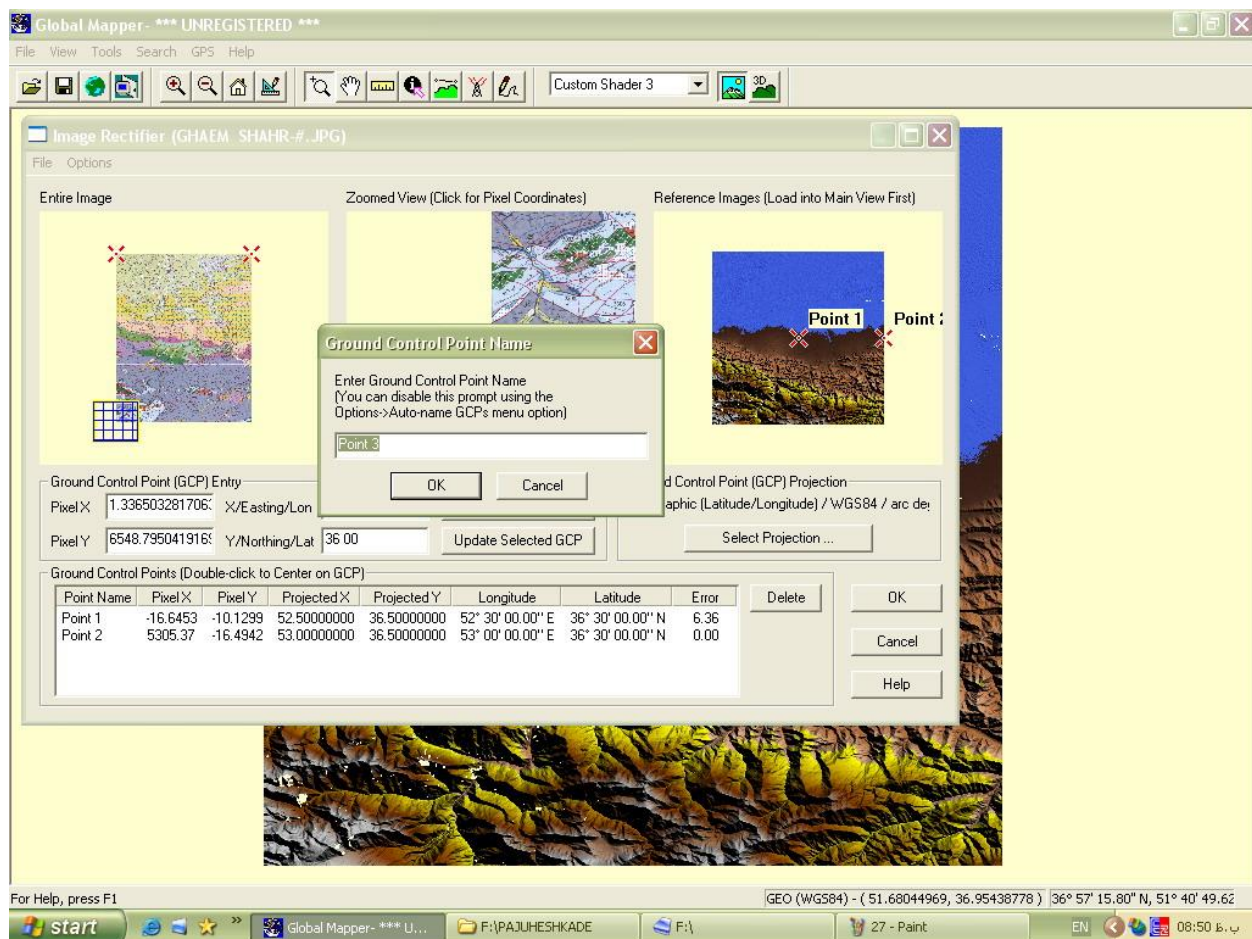 Global Mapper- *** UNREGISTERED ***
File View Tools Search GPS Help
Custom Shader 3
3D
Image Rectifier (GHAEM SHAHR-#.JPG)
File Options
Entire Image
Zoomed View (Click for Pixel Coordinates)
Reference Images (Load into Main View First)
Point 1
Point 2
Ground Control Point Name
Enter Ground Control Point Name
(You can disable this prompt using the
Options->Auto-name GCPs menu option)
Point 3
OK
Cancel
Ground Control Point (GCP) Entry
Pixel X 1.33650328170
X/Easting/Lon
Pixel Y 6548.795041916
Y/Northing/Lat 36 00
Update Selected GCP
d Control Point (GCP) Projection
aphic (Latitude/Longitude) / WGS84 / arc de
Select Projection ...
Ground Control Points (Double-click to Center on GCP)
Point Name Pixel X Pixel Y Projected X Projected Y Longitude Latitude Error
Point 1 -16.6453 -10.1299 52.50000000 36.50000000 52° 30' 00.00" E 36° 30' 00.00" N 6.36
Point 2 5305.37 -16.4942 53.00000000 36.50000000 53° 00' 00.00" E 36° 30' 00.00" N 0.00
Delete
OK
Cancel
Help
For Help, press F1
GEO (WGS84) - ( 51.68044969, 36.95438778 ) 36° 57' 15.80" N, 51° 40' 49.62
start
Global Mapper- *** U...
F:\PAJUHESHKADE
F:\
27 - Paint
EN
08:50 ب.ظ